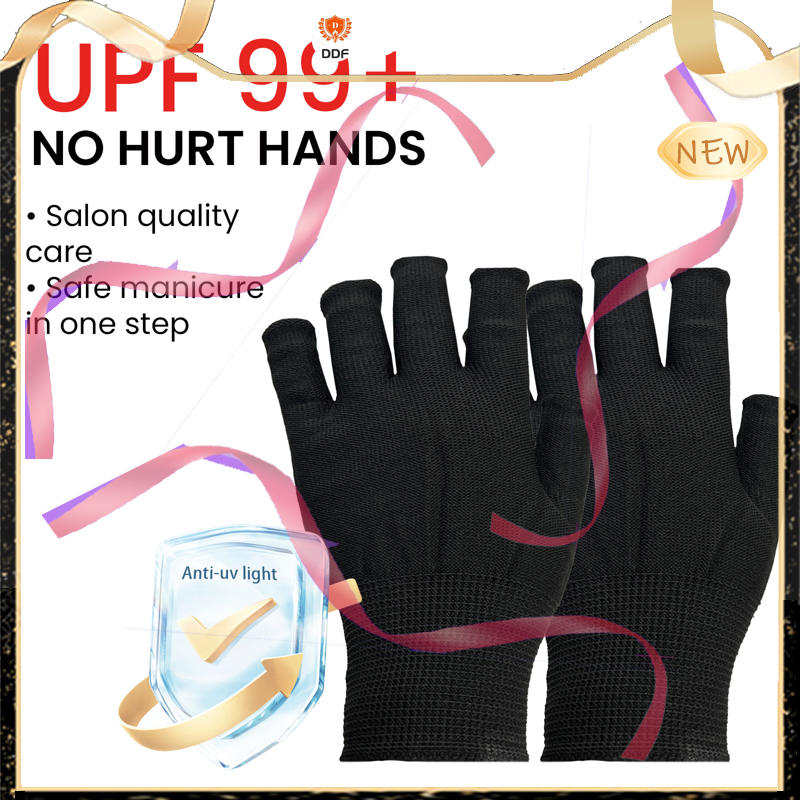 DDF
UPF 99+
NO HURT HANDS
NEW
• Salon quality
care
• Safe manicure
in one step
Anti-uv light